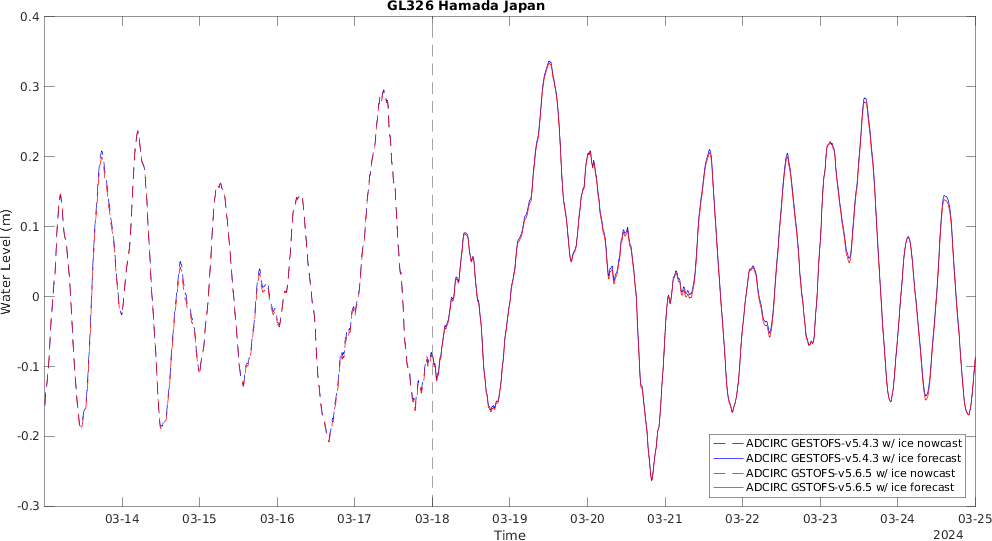 GL326 Hamada Japan
0.4
0.3
0.2
0.1
0
-0.1
-0.2
-0.3
Water Level (m)
03-14 03-15 03-16 03-17 03-18 03-19 03-20 03-21 03-22 03-23 03-24 03-25
Time
2024
ADCIRC GESTOFS-v5.4.3 w/ ice nowcast
ADCIRC GESTOFS-v5.4.3 w/ ice forecast
ADCIRC GSTOFS-v5.6.5 w/ ice nowcast
ADCIRC GSTOFS-v5.6.5 w/ ice forecast